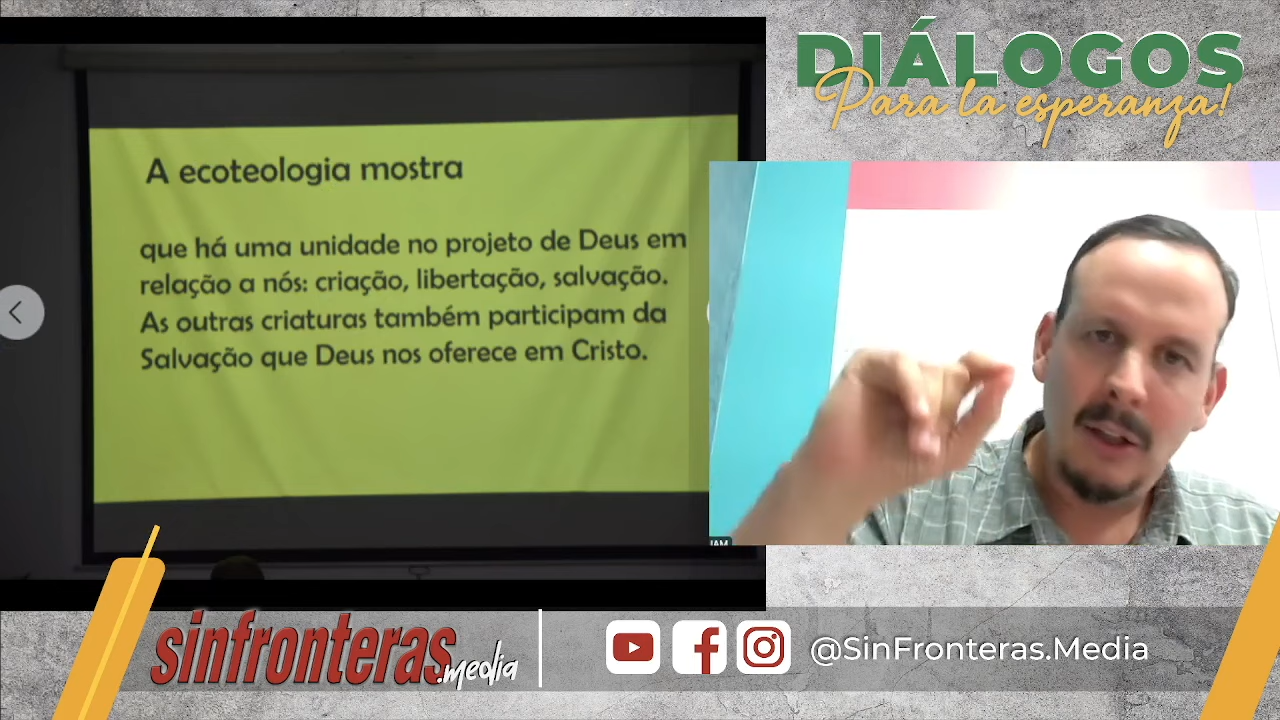 DIÁLOGOS
Para la esperanza!
A ecoteologia mostra
que há uma unidade no projeto de Deus em
relação a nós: criação, libertação, salvação.
As outras criaturas também participam da
Salvação que Deus nos oferece em Cristo.
sinfronteras
.media
@SinFronteras.Media